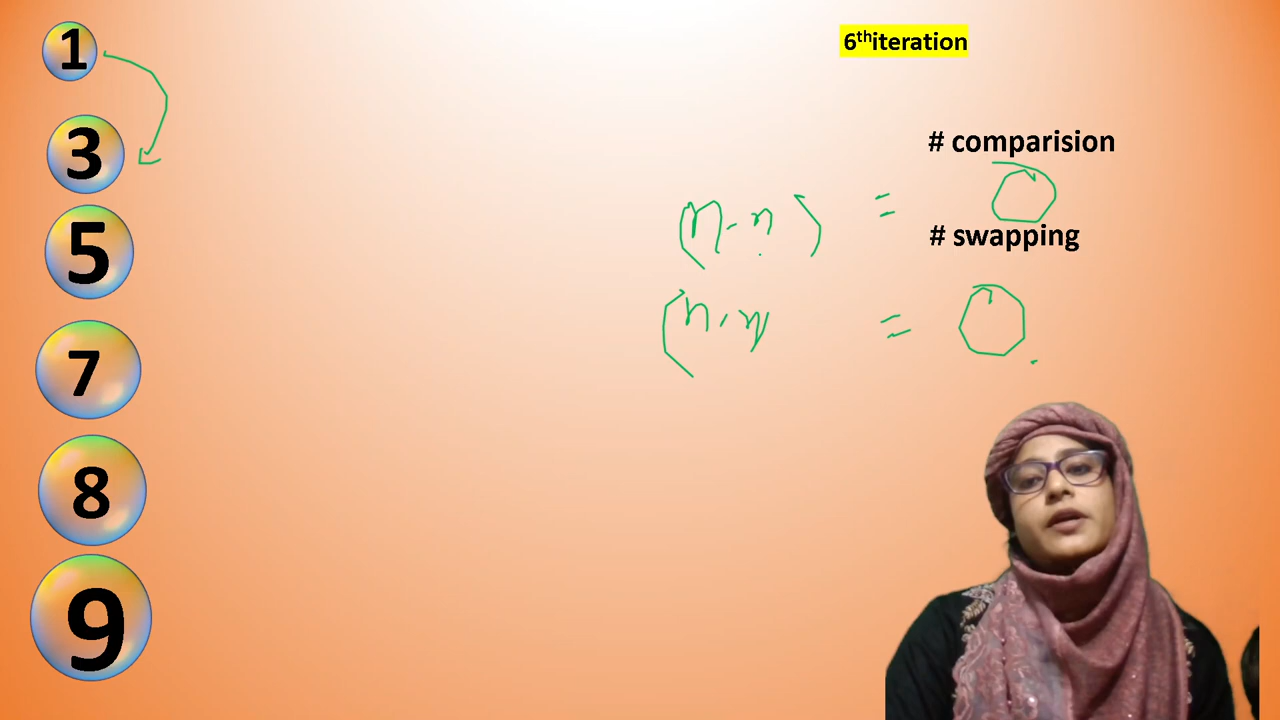 1
6thiteration
3
# comparision
(n-n) = 0
5
# swapping
(n-n = 0
7
8
9